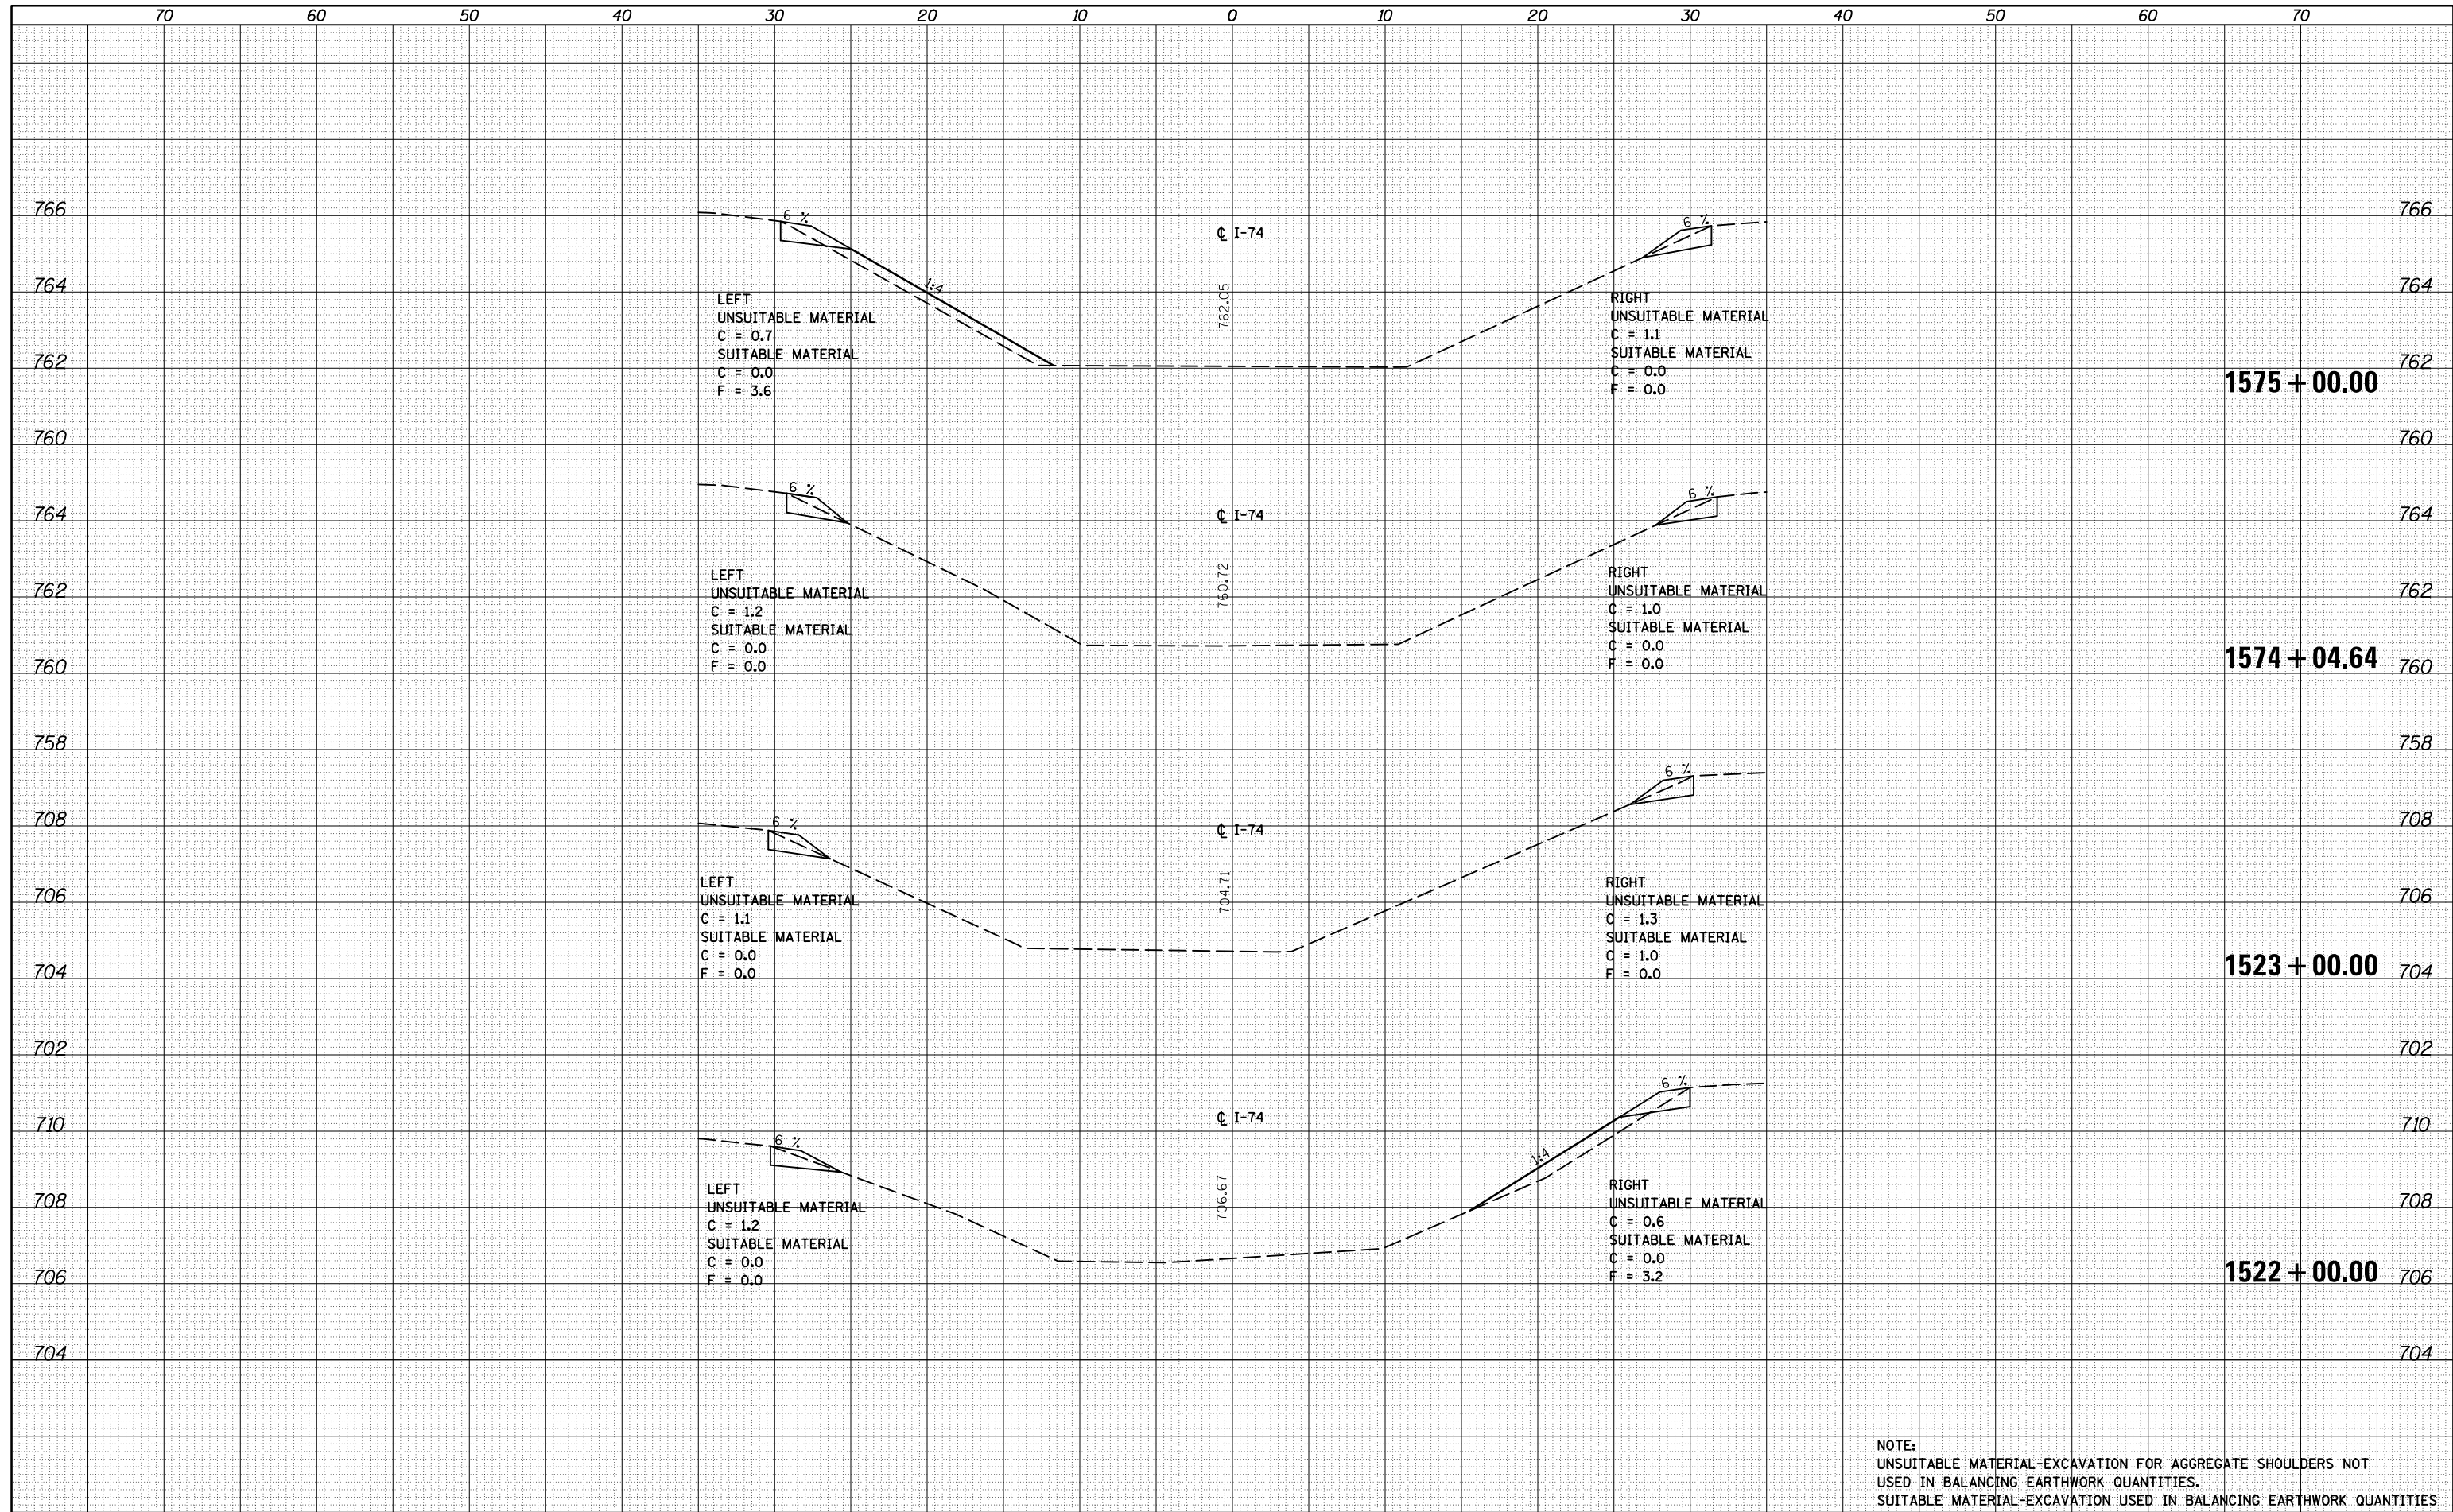 70 60 50 40 30 20 10 0 10 20 30 40 50 60 70
766 766
6 %
6 %
℄ I-74
764 764
1:4
762.05
LEFT
UNSUITABLE MATERIAL
C = 0.7
SUITABLE MATERIAL
C = 0.0
F = 3.6
RIGHT
UNSUITABLE MATERIAL
C = 1.1
SUITABLE MATERIAL
C = 0.0
F = 0.0
762 762
1575+00.00
760 760
6 %
6 %
764 764
℄ I-74
760.72
LEFT
UNSUITABLE MATERIAL
C = 1.2
SUITABLE MATERIAL
C = 0.0
F = 0.0
RIGHT
UNSUITABLE MATERIAL
C = 1.0
SUITABLE MATERIAL
C = 0.0
F = 0.0
762 762
1574+04.64
760 760
758 758
6 %
6 %
708 708
℄ I-74
704.71
LEFT
UNSUITABLE MATERIAL
C = 1.1
SUITABLE MATERIAL
C = 0.0
F = 0.0
RIGHT
UNSUITABLE MATERIAL
C = 1.3
SUITABLE MATERIAL
C = 1.0
F = 0.0
706 706
1523+00.00
704 704
702 702
6 %
℄ I-74
710 710
6 %
1:4
706.67
LEFT
UNSUITABLE MATERIAL
C = 1.2
SUITABLE MATERIAL
C = 0.0
F = 0.0
RIGHT
UNSUITABLE MATERIAL
C = 0.6
SUITABLE MATERIAL
C = 0.0
F = 3.2
708 708
1522+00.00
706 706
704 704
NOTE:
UNSUITABLE MATERIAL-EXCAVATION FOR AGGREGATE SHOULDERS NOT
USED IN BALANCING EARTHWORK QUANTITIES.
SUITABLE MATERIAL-EXCAVATION USED IN BALANCING EARTHWORK QUANTITIES